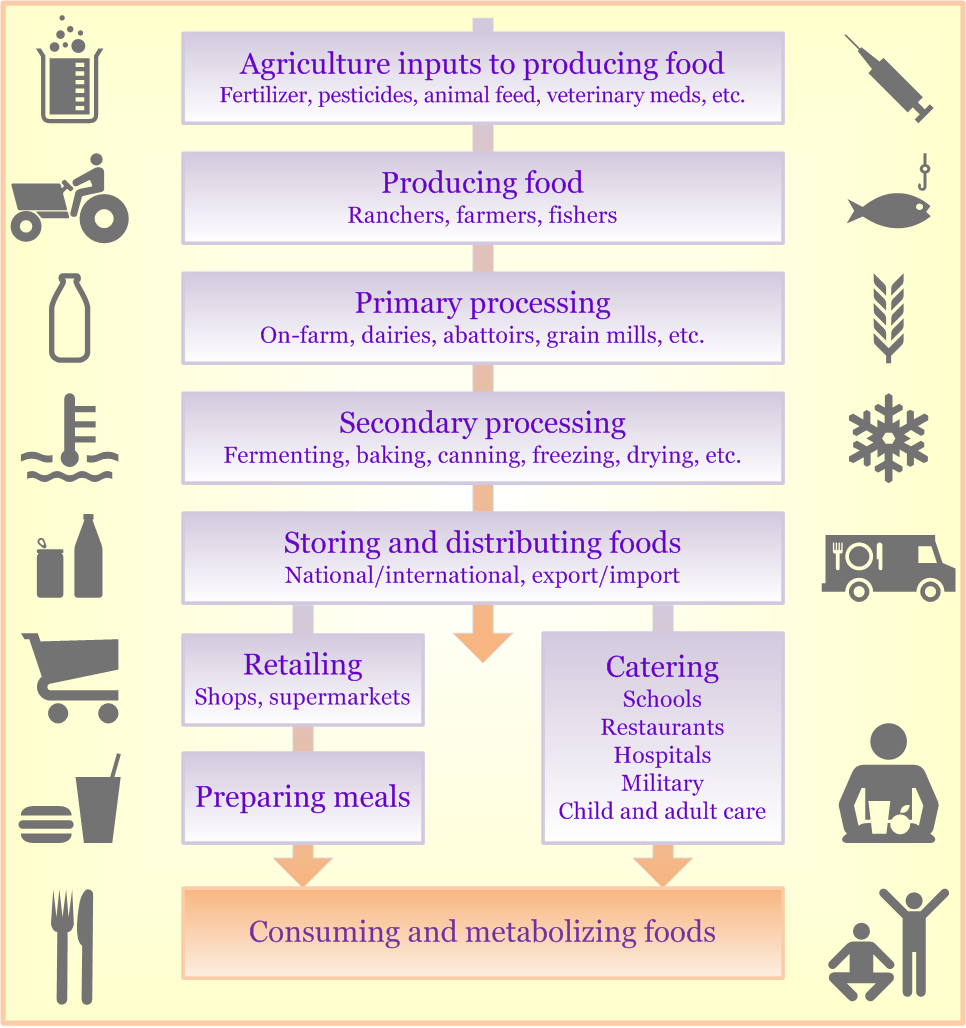 Agriculture inputs to producing food
Fertilizer, pesticides, animal feed, veterinary meds, etc.
Producing food
Ranchers, farmers, fishers
Primary processing
On-farm, dairies, abattoirs, grain mills, etc.
Secondary processing
Fermenting, baking, canning, freezing, drying, etc.
Storing and distributing foods
National/international, export/import
Retailing
Shops, supermarkets
Preparing meals
Catering
Schools
Restaurants
Hospitals
Military
Child and adult care
Consuming and metabolizing foods